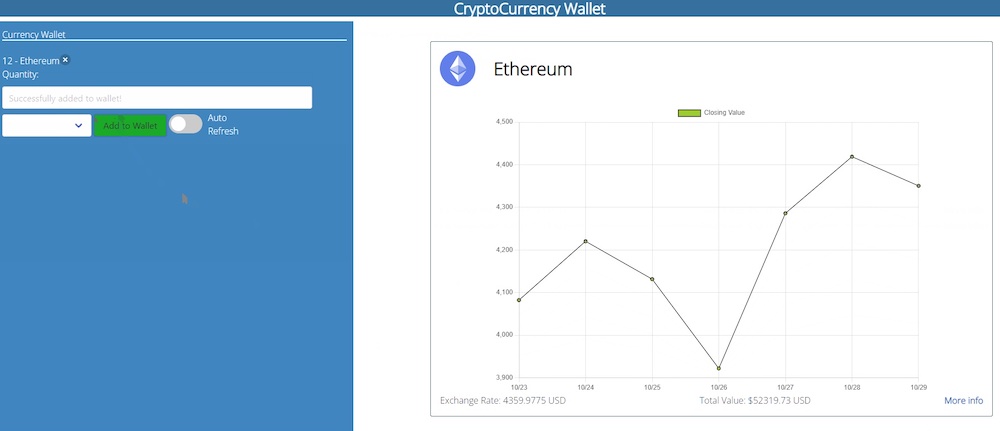 CryptoCurrency Wallet
Currency Wallet
12 - Ethereum ×
Quantity:
Successfully added to wallet!
Add to Wallet
Auto
Refresh
Ethereum
Closing Value
4,500
4,400
4,300
4,200
4,100
4,000
3,900
10/23 10/24 10/25 10/26 10/27 10/28 10/29
Exchange Rate: 4359.9775 USD Total Value: $52319.73 USD More info